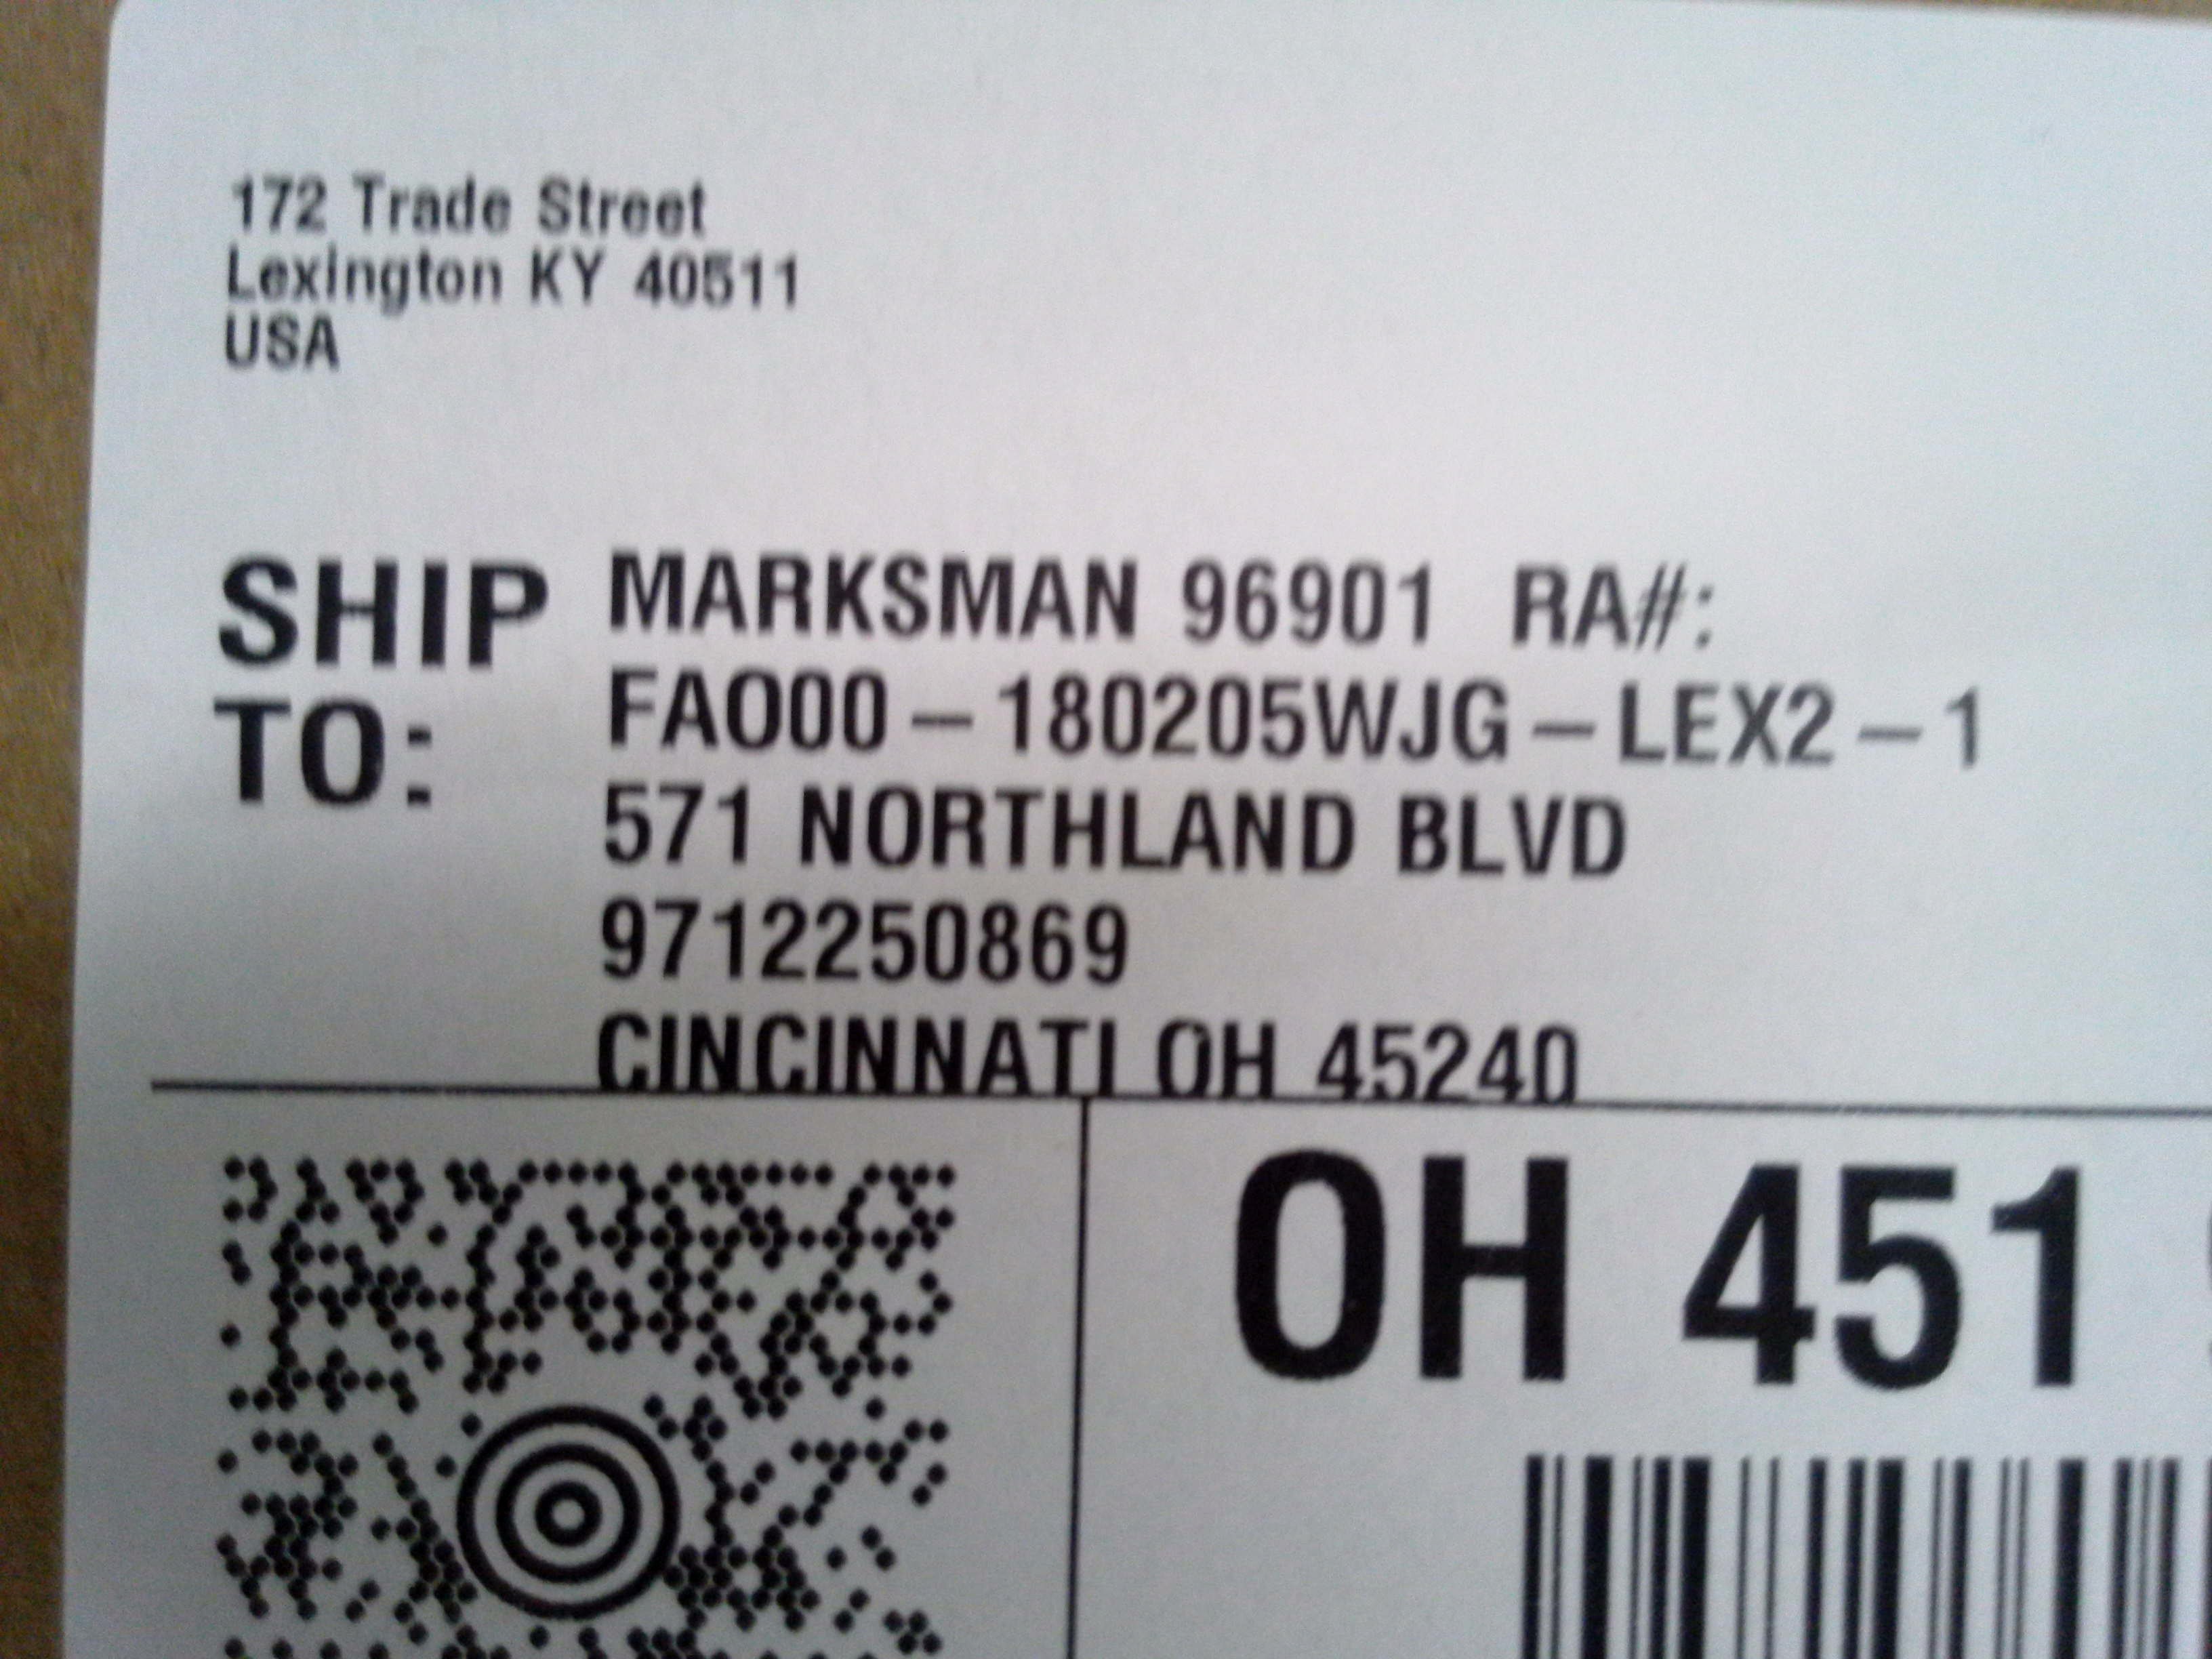 172 Trade Street
Lexington KY 40511
USA
SHIP TO:
MARKSMAN 96901 RA#:
FAO00-180205WJG-LEX2-1
571 NORTHLAND BLVD
9712250869
CINCINNATI OH 45240
OH 451